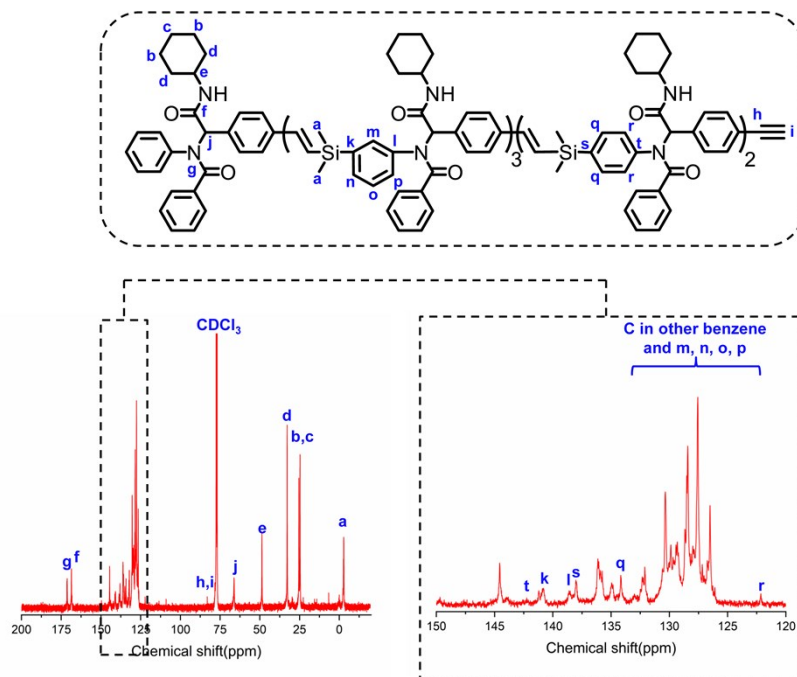 c b
b d
d e
NH
O f
j
N
g
O
a
Si
a
k m l
n o p
NH
O
N
O
3
Si
s
q r
q r
t
NH
O
N
O
2
h
i
CDCl₃
g f
h,i
j
e
d
b,c
a
200 175 150 125 100 75 50 25 0
Chemical shift(ppm)
C in other benzene
and m, n, o, p
t k l s q r
150 145 140 135 130 125 120
Chemical shift(ppm)